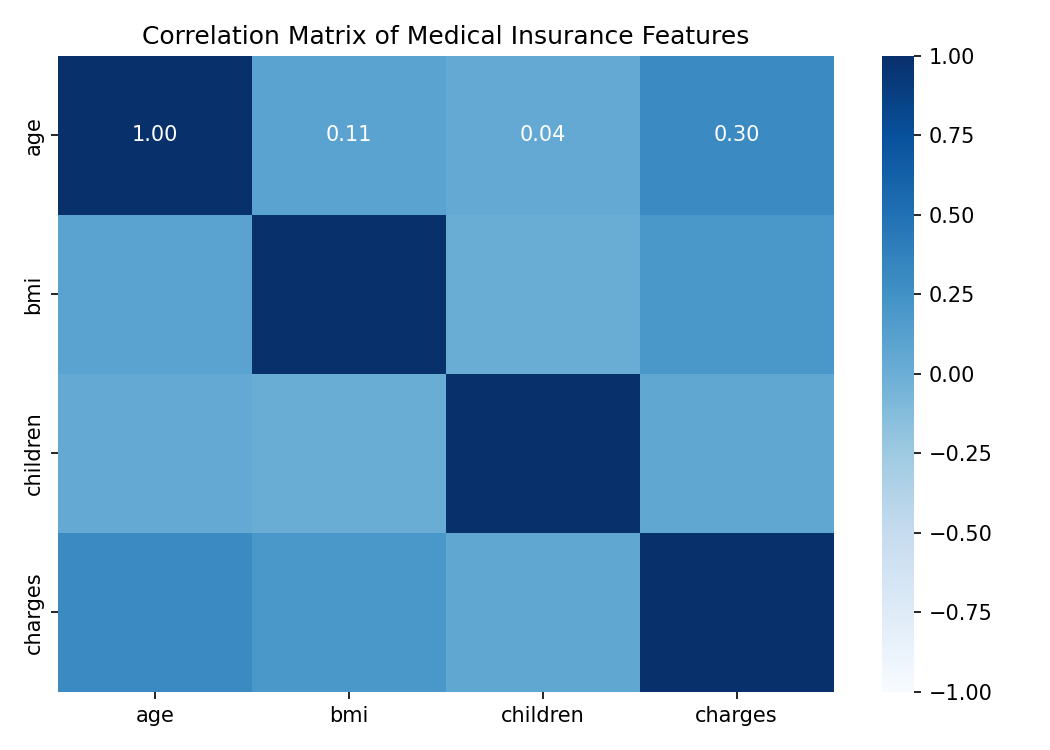 Correlation Matrix of Medical Insurance Features
age 1.00 0.11 0.04 0.30
bmi
children
charges
age bmi children charges
1.00
0.75
0.50
0.25
0.00
−0.25
−0.50
−0.75
−1.00